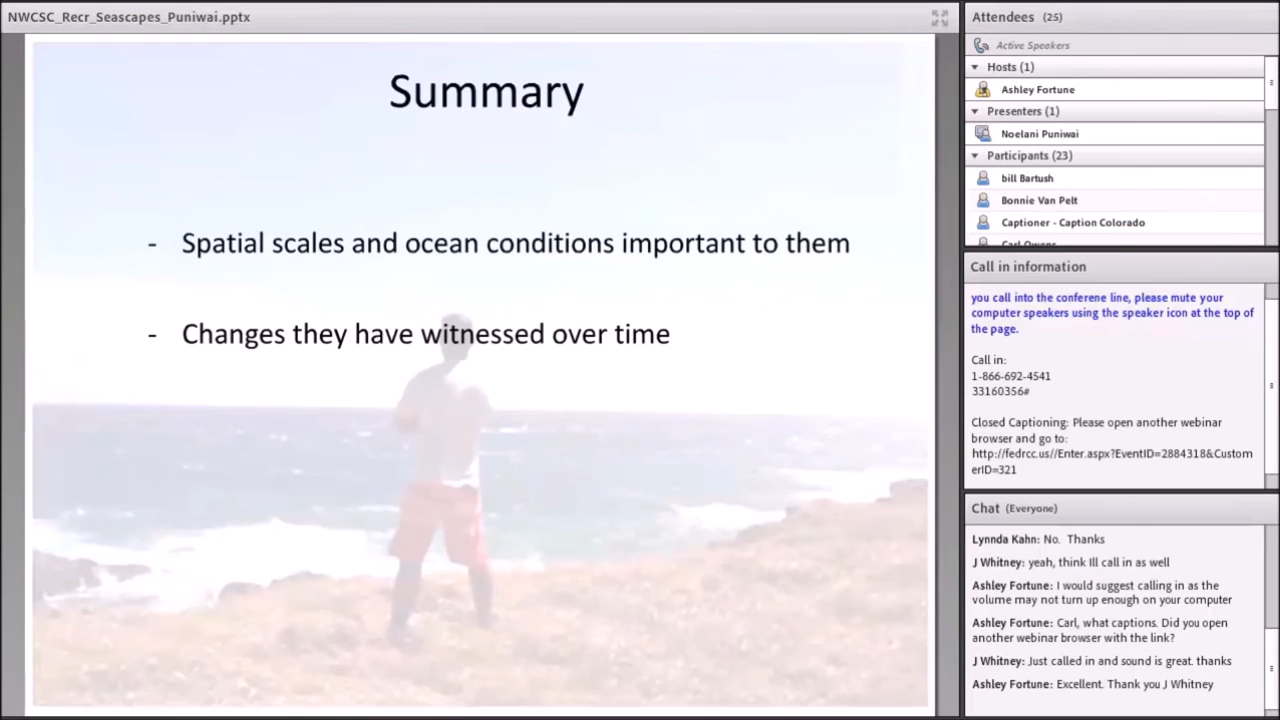 NWCSC_Recr_Seascapes_Puniwai.pptx
Summary
- Spatial scales and ocean conditions important to them
- Changes they have witnessed over time
Attendees (25)
Active Speakers
Hosts (1)
Ashley Fortune
Presenters (1)
Noelani Puniwai
Participants (23)
bill Bartush
Bonnie Van Pelt
Captioner - Caption Colorado
Carl Owens
Call in information
you call into the conferene line, please mute your
computer speakers using the speaker icon at the top of
the page.
Call in:
1-866-692-4541
33160356#
Closed Captioning: Please open another webinar
browser and go to:
http://fedrcc.us//Enter.aspx?EventID=2884318&Custom
erID=321
Chat (Everyone)
Lynnda Kahn: No. Thanks
J Whitney: yeah, think Ill call in as well
Ashley Fortune: I would suggest calling in as the
volume may not turn up enough on your computer
Ashley Fortune: Carl, what captions. Did you open
another webinar browser with the link?
J Whitney: Just called in and sound is great. thanks
Ashley Fortune: Excellent. Thank you J Whitney